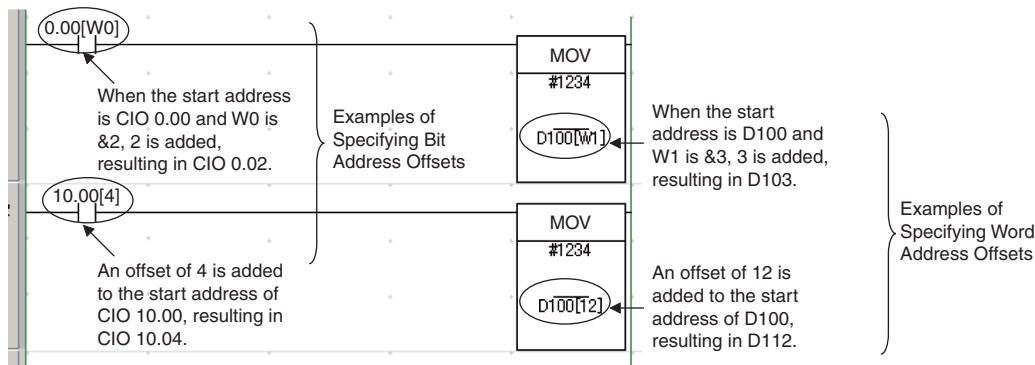 0.00[W0]
MOV
#1234
D100[W1]
When the start address
is CIO 0.00 and W0 is
&2, 2 is added,
resulting in CIO 0.02.
Examples of
Specifying Bit
Address Offsets
When the start
address is D100 and
W1 is &3, 3 is added,
resulting in D103.
10.00[4]
MOV
#1234
D100[12]
An offset of 4 is added
to the start address of
CIO 10.00, resulting in
CIO 10.04.
An offset of 12 is
added to the start
address of D100,
resulting in D112.
Examples of
Specifying Word
Address Offsets